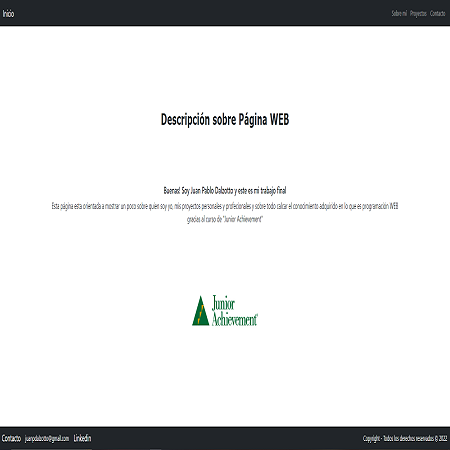 Inicio
Sobre mí Proyectos Contacto
Descripción sobre Página WEB
Buenas! Soy Juan Pablo Dalzotto y este es mi trabajo final
Esta página esta orientada a mostrar un poco sobre quien soy yo, mis proyectos personales y profesionales y sobre todo calcar el conocimiento adquirido en lo que es programación WEB
gracias al curso de "Junior Achievement"
Junior
Achievement
Contacto juanpdalzotto@gmail.com Linkedin
Copyright - Todos los derechos reservados © 2022